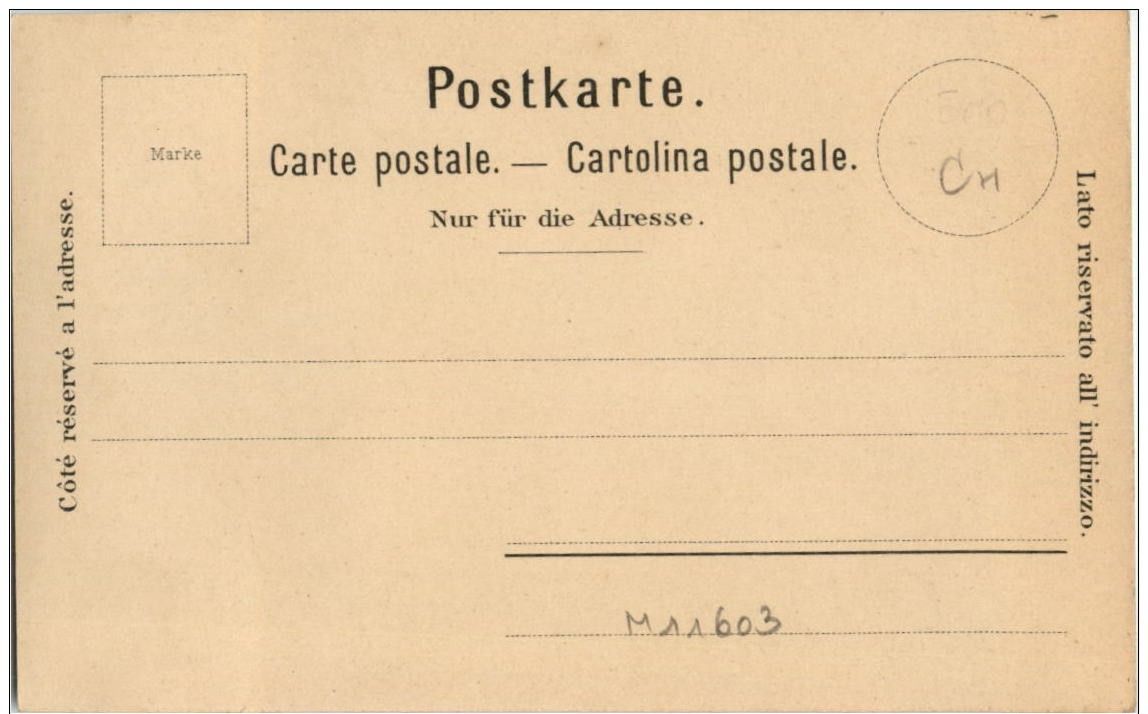 Postkarte.
Marke
Carte postale. — Cartolina postale.
Nur für die Adresse.
CH
Côté réservé a l'adresse.
Lato riservato all' indirizzo.
M11603